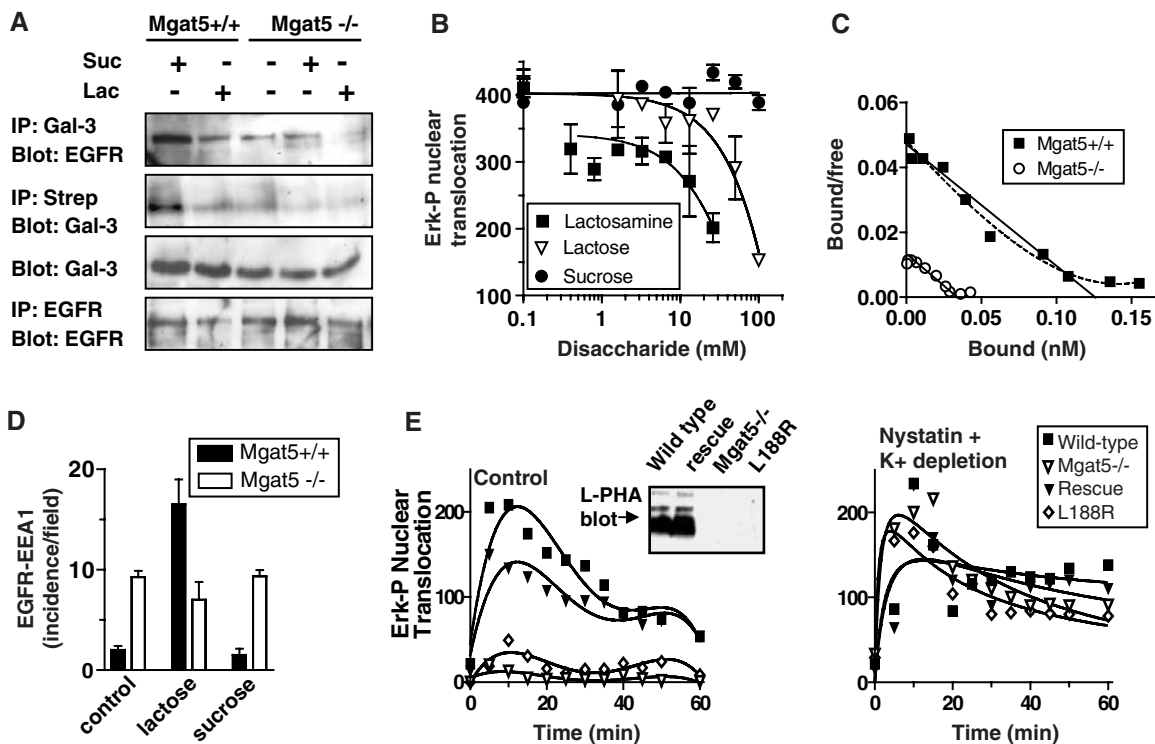 A
Mgat5+/+ Mgat5 -/-
Suc + - - + -
Lac - + - - +
IP: Gal-3
Blot: EGFR
IP: Strep
Blot: Gal-3
Blot: Gal-3
IP: EGFR
Blot: EGFR
B
Erk-P nuclear
translocation
400
300
200
100
0.1 1 10 100
Disaccharide (mM)
Lactosamine
Lactose
Sucrose
C
Bound/free
0.06
0.04
0.02
0.00
0.00 0.05 0.10 0.15
Bound (nM)
Mgat5+/+
Mgat5-/-
D
EGFR-EEA1
(incidence/field)
20
10
0
control
lactose
sucrose
Mgat5+/+
Mgat5 -/-
E
Erk-P Nuclear
Translocation
Control
200
100
0
0 20 40 60
Time (min)
L-PHA
blot
Wild type
rescue
Mgat5-/-
L188R
Nystatin +
K+ depletion
200
100
0
0 20 40 60
Time (min)
Wild-type
Mgat5-/-
Rescue
L188R